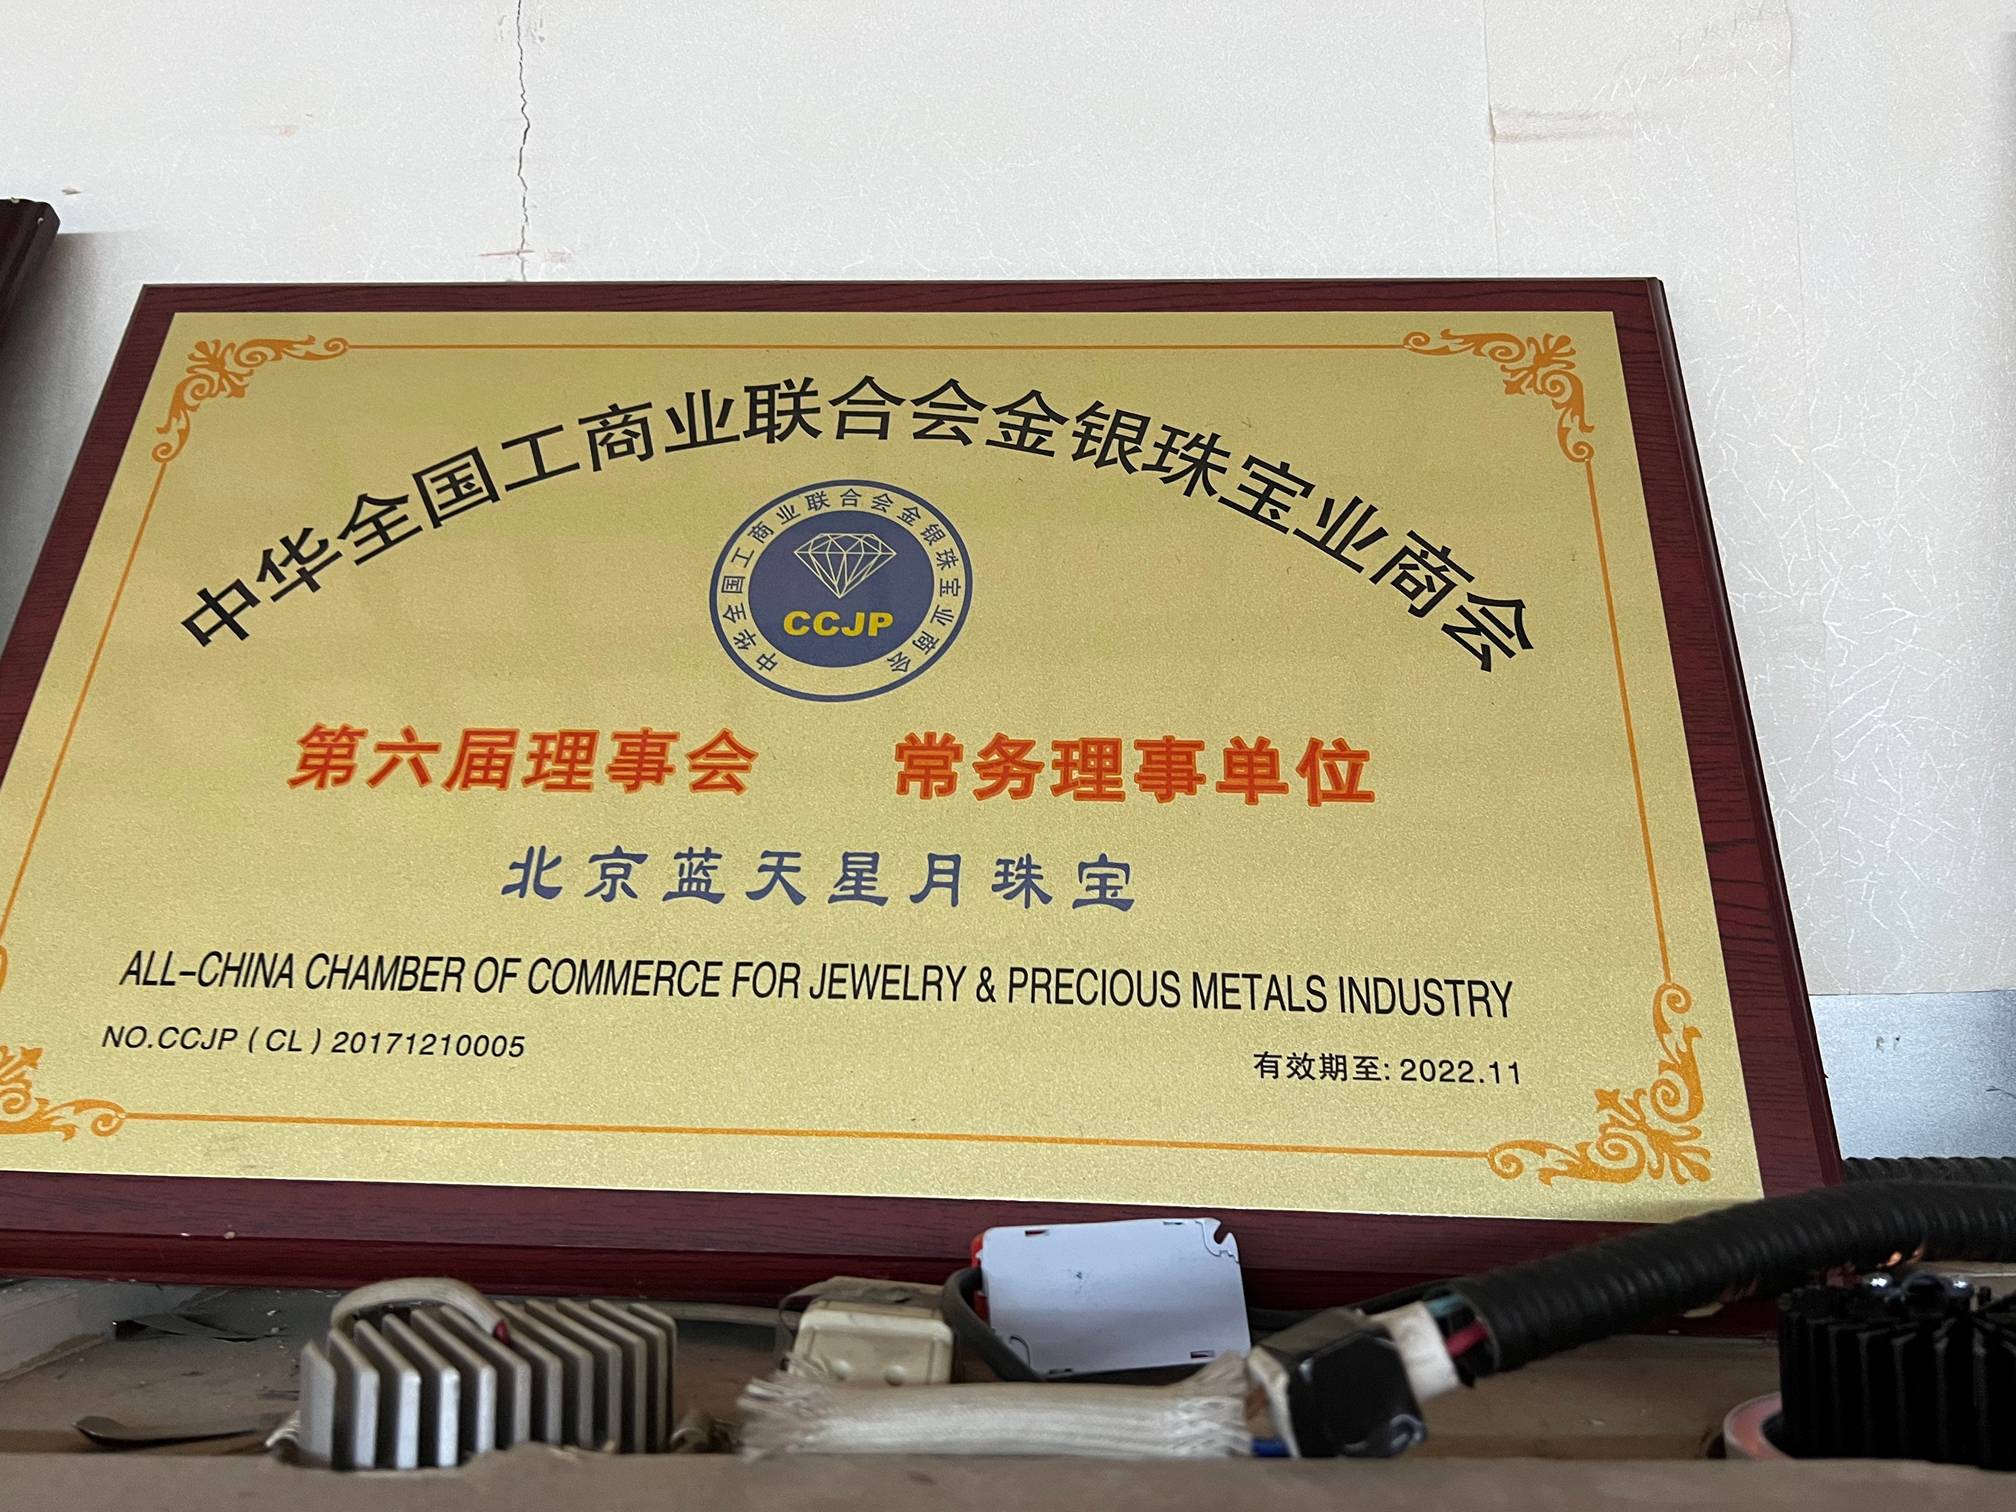 中华全国工商业联合会金银珠宝业商会
中华全国工商业联合会金银珠宝业商会
CCJP
第六届理事会 常务理事单位
北京蓝天星月珠宝
ALL-CHINA CHAMBER OF COMMERCE FOR JEWELRY & PRECIOUS METALS INDUSTRY
NO.CCJP（CL）20171210005
有效期至: 2022.11